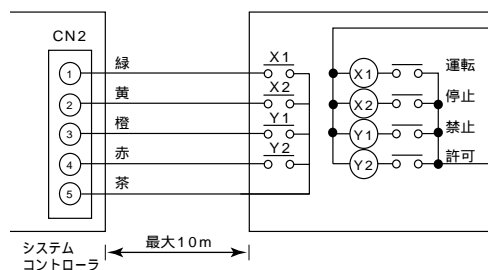 CN2
1 緑 X1
2 黄 X2
3 橙 Y1
4 赤 Y2
5 茶
X1 運転
X2 停止
Y1 禁止
Y2 許可
システム
コントローラ
最大10m